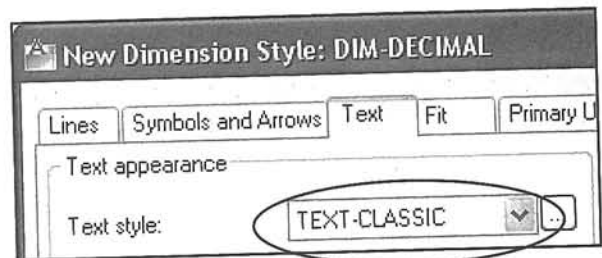 New Dimension Style: DIM-DECIMAL
Lines Symbols and Arrows Text Fit Primary U
Text appearance
Text style: TEXT-CLASSIC ...